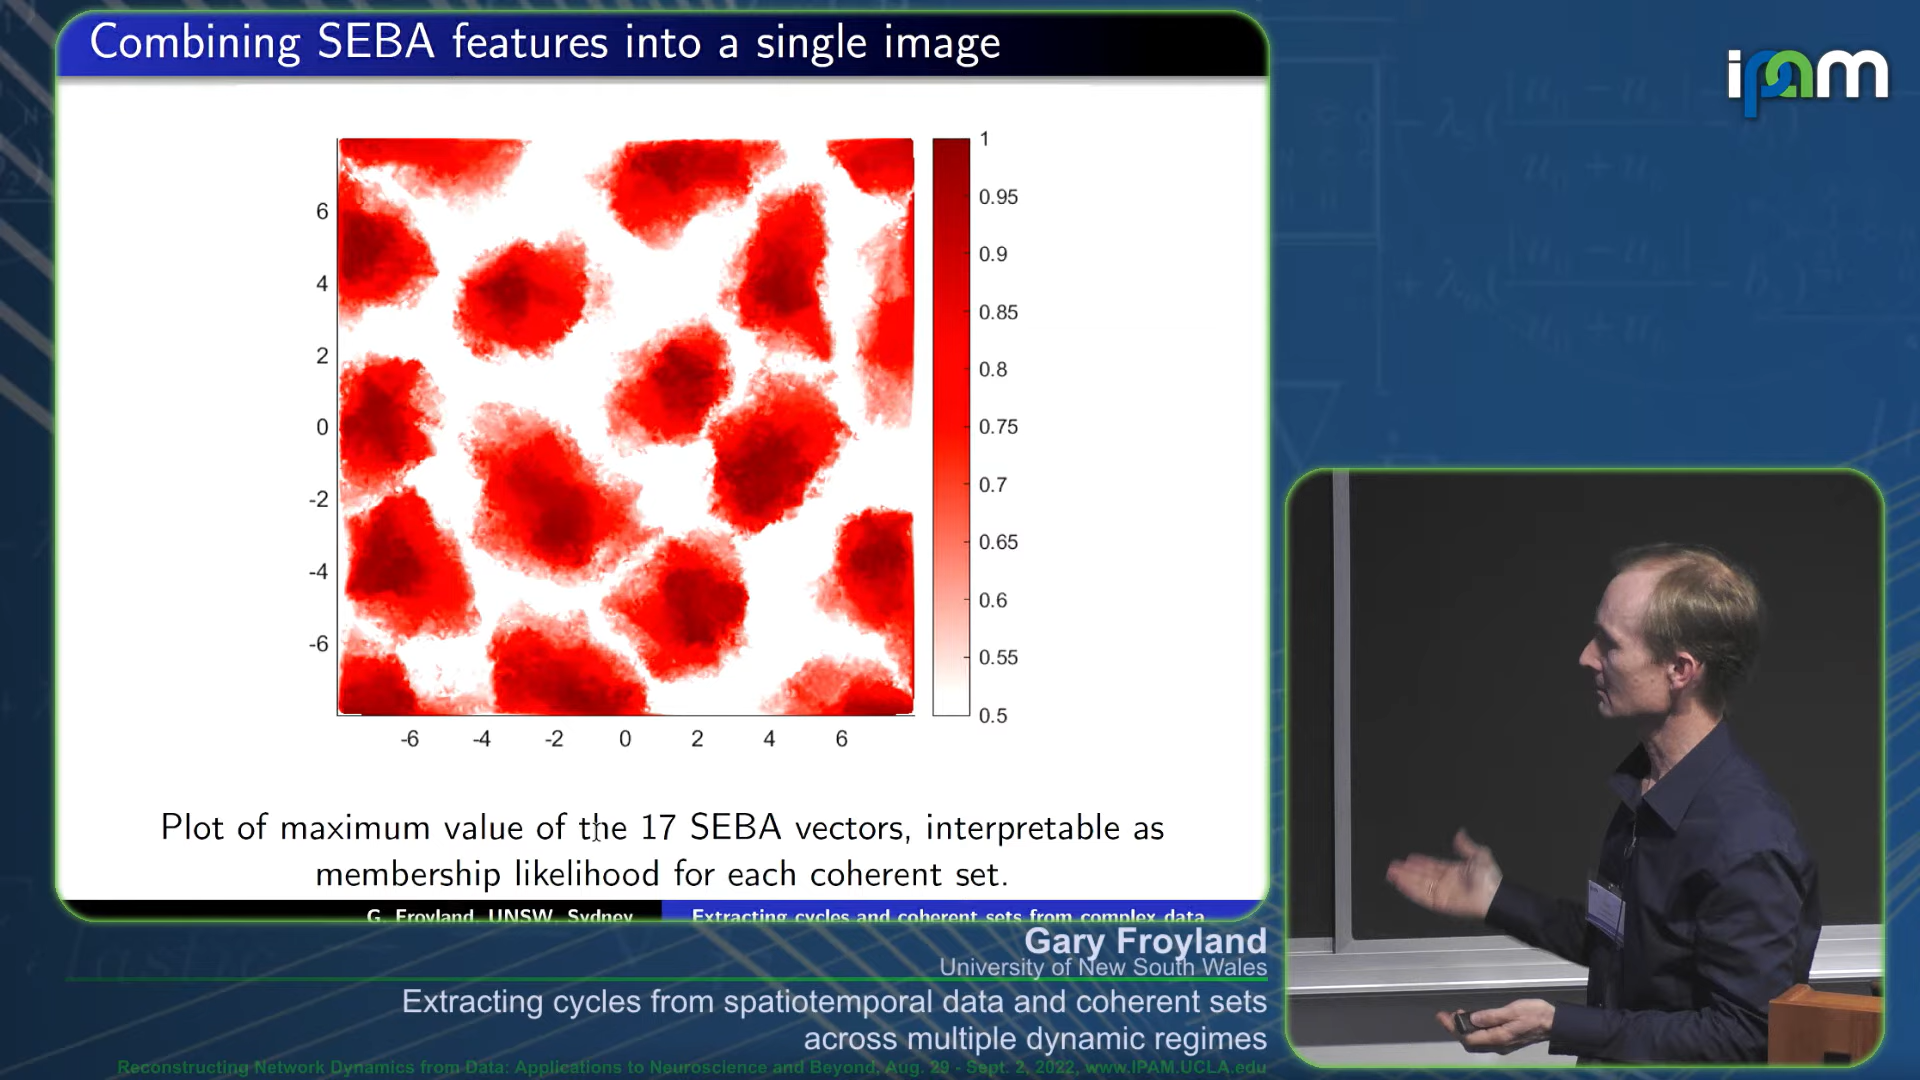 Combining SEBA features into a single image
ipam
1
0.95
0.9
0.85
0.8
0.75
0.7
0.65
0.6
0.55
0.5
6
4
2
0
-2
-4
-6
-6 -4 -2 0 2 4 6
Plot of maximum value of the 17 SEBA vectors, interpretable as
membership likelihood for each coherent set.
G. Froyland, UNSW, Sydney Extracting cycles and coherent sets from complex data
Gary Froyland
University of New South Wales
Extracting cycles from spatiotemporal data and coherent sets
across multiple dynamic regimes
Reconstructing Network Dynamics from Data: Applications to Neuroscience and Beyond, Aug. 29 - Sept. 2, 2022, www.IPAM.UCLA.edu